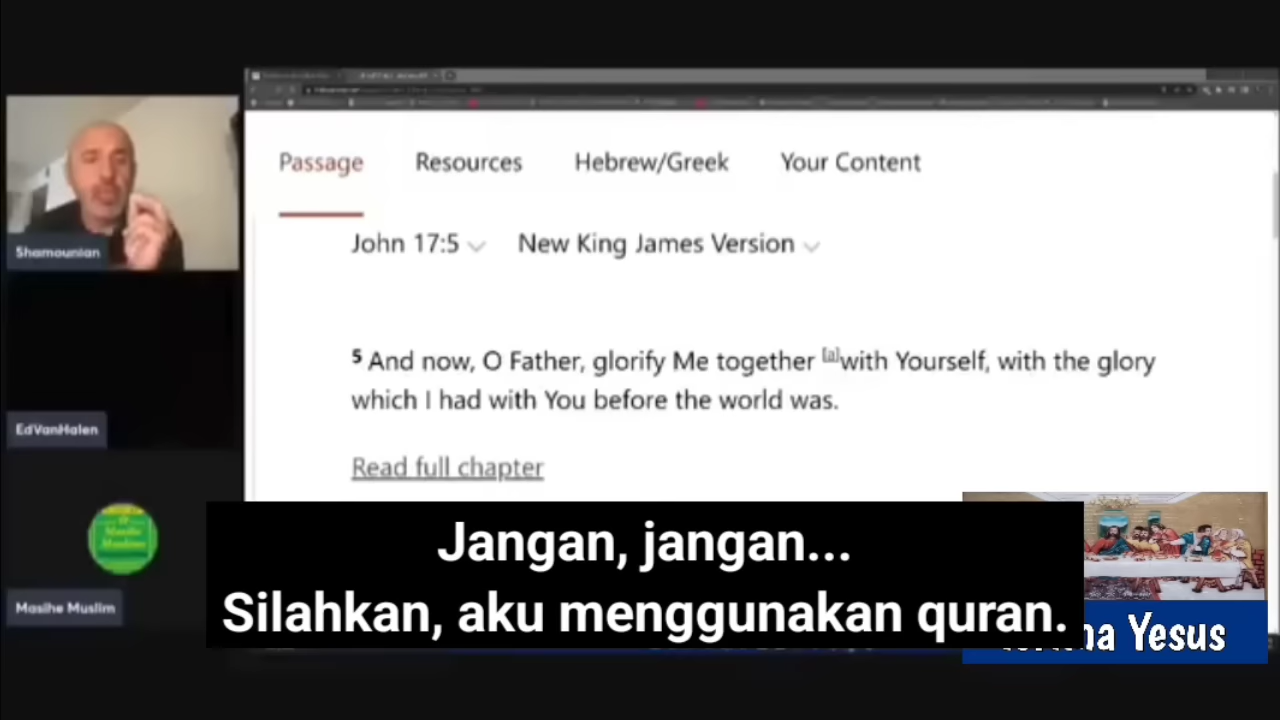 Passage
Resources
Hebrew/Greek
Your Content
John 17:5
New King James Version
5 And now, O Father, glorify Me together [a]with Yourself, with the glory
which I had with You before the world was.
Read full chapter
Shamounian
EdVanHalen
Masihe Muslim
Jangan, jangan...
Silahkan, aku menggunakan quran.
Yesus